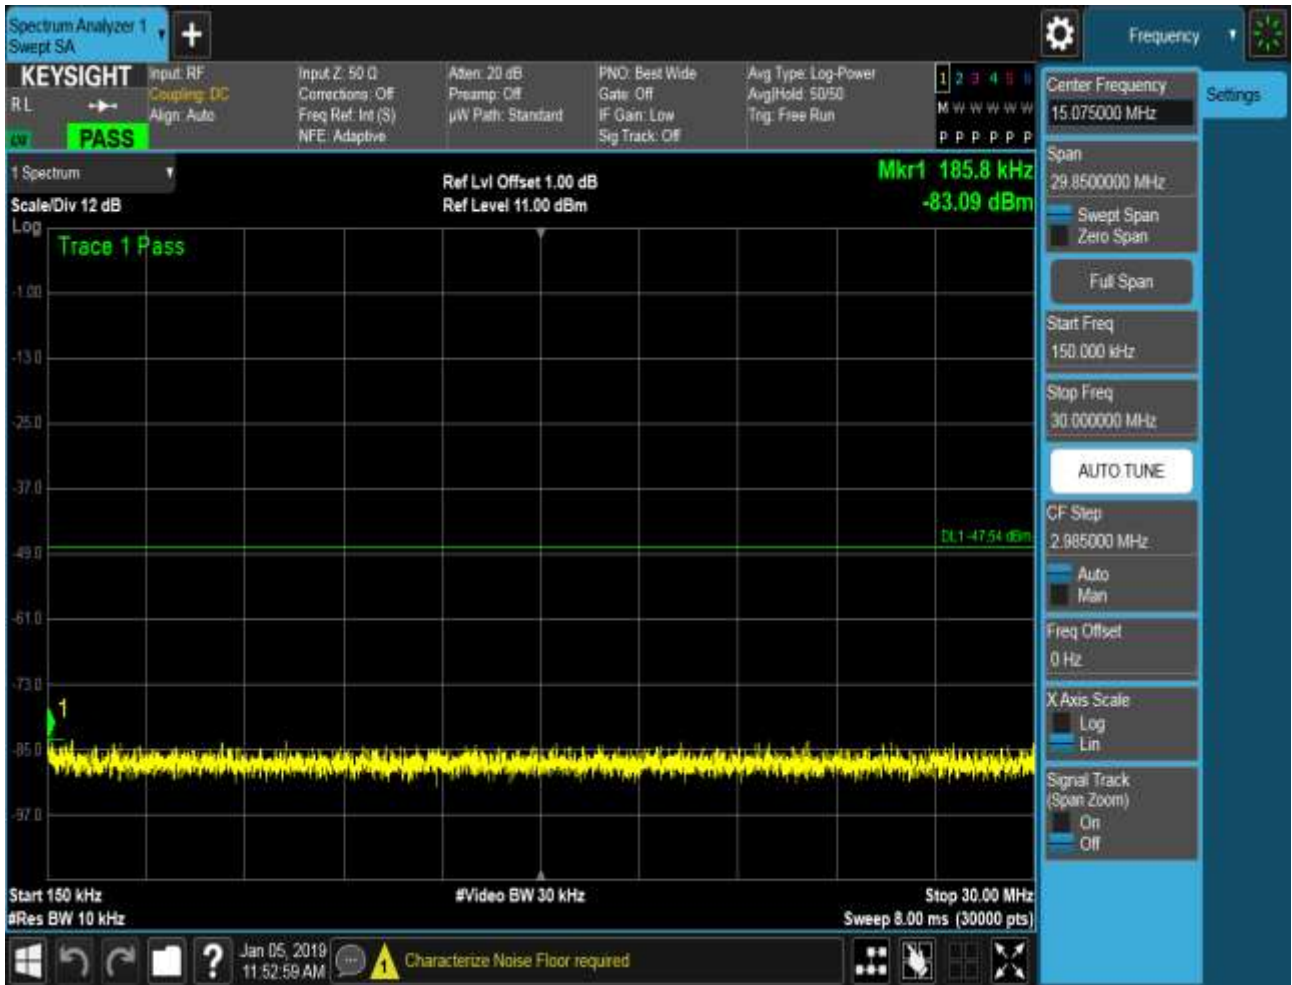 Spectrum Analyzer 1
Swept SA
Frequency
KEYSIGHT
R L
PASS
Input: RF
Coupling: DC
Align: Auto
Input Z: 50 Ω
Corrections: Off
Freq Ref: Int (S)
NFE: Adaptive
Atten: 20 dB
Preamp: Off
µW Path: Standard
PNO: Best Wide
Gate: Off
IF Gain: Low
Sig Track: Off
Avg Type: Log-Power
Avg|Hold: 50/50
Trig: Free Run
1 2 3 4 5 6
M W W W W W
P P P P P P
Center Frequency
15.075000 MHz
Settings
Span
29.8500000 MHz
Swept Span
Zero Span
Full Span
Start Freq
150.000 kHz
Stop Freq
30.000000 MHz
AUTO TUNE
CF Step
2.985000 MHz
Auto
Man
Freq Offset
0 Hz
X Axis Scale
Log
Lin
Signal Track
(Span Zoom)
On
Off
1 Spectrum
Scale/Div 12 dB
Log
Ref Lvl Offset 1.00 dB
Ref Level 11.00 dBm
Mkr1 185.8 kHz
-83.09 dBm
Trace 1 Pass
-1.00
-13.0
-25.0
-37.0
DL1 -47.54 dBm
-49.0
-61.0
-73.0
1
-85.0
-97.0
Start 150 kHz
#Video BW 30 kHz
Stop 30.00 MHz
#Res BW 10 kHz
Sweep 8.00 ms (30000 pts)
?
Jan 05, 2019
11:52:59 AM
1
Characterize Noise Floor required